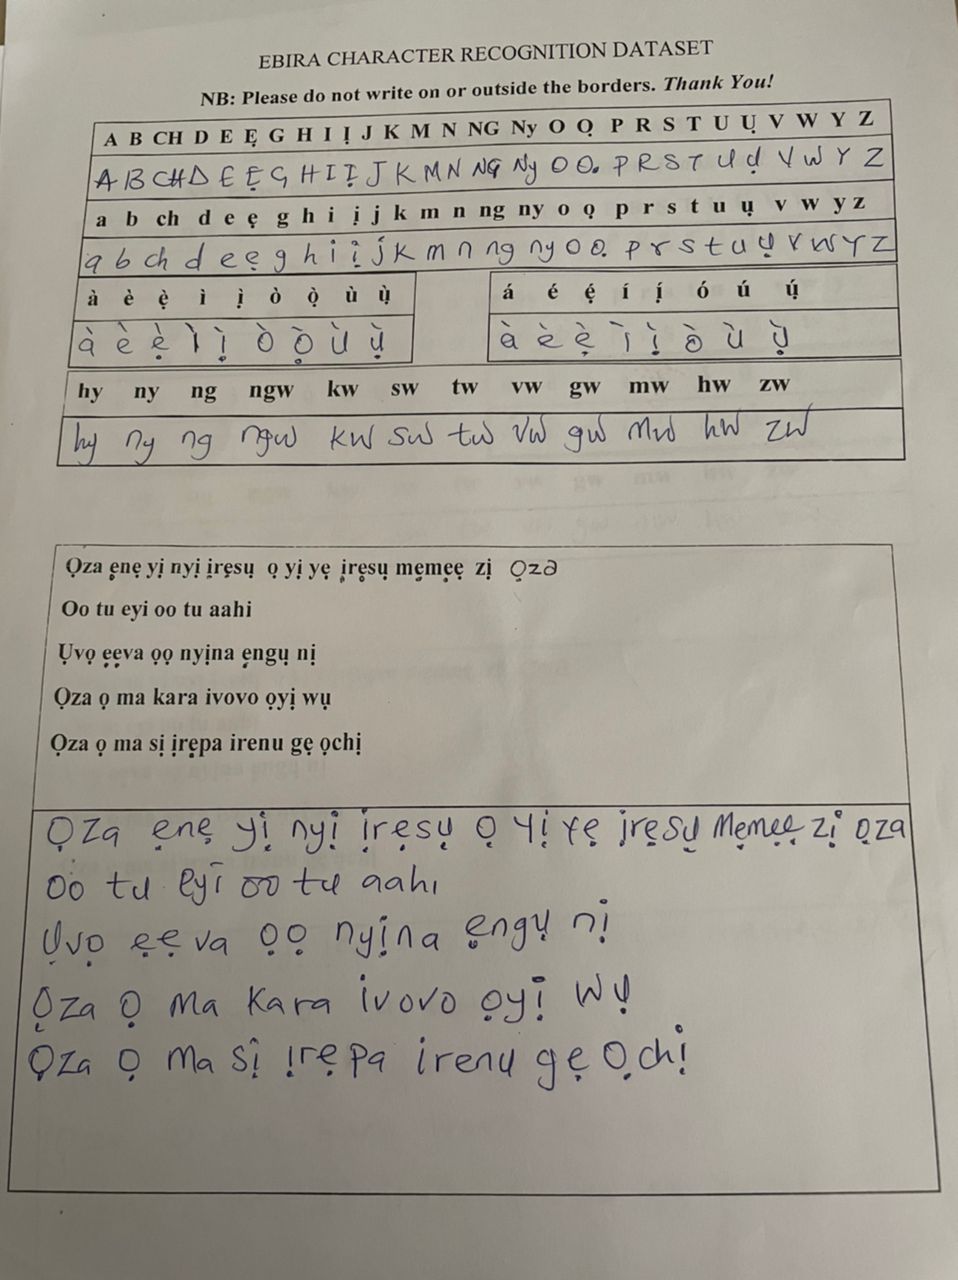 EBIRA CHARACTER RECOGNITION DATASET
NB: Please do not write on or outside the borders. Thank You!
A B CH D E Ẹ G H I Ị J K M N NG Ny O Ọ P R S T U Ụ V W Y Z
A B CH D E Ẹ G H I Ị J K M N NG Ny O Ọ P R S T U Ụ V W Y Z
a b ch d e ẹ g h i ị j k m n ng ny o ọ p r s t u ụ v w y z
a b ch d e ẹ g h i ị j k m n ng ny o ọ p r s t u ụ v w y z
à è ẹ̀ ì ị̀ ò ọ̀ ù ụ̀ á é ẹ́ í ị́ ó ú ụ́
à è ẹ̀ ì ị̀ ò ọ̀ ù ụ̀ à è ẹ̀ ì ị̀ ò ù ụ̀
hy ny ng ngw kw sw tw vw gw mw hw zw
hy ny ng ngw kw sw tw vw gw mw hw zw
Ọza ẹnẹ yị nyị ịrẹsụ ọ yị yẹ ịrẹsụ mẹmẹẹ zị Ọza
Oo tu eyi oo tu aahi
Ụvọ ẹẹva ọọ nyịna ẹngụ nị
Ọza ọ ma kara ivovo ọyị wụ
Ọza ọ ma sị ịrẹpa irenu gẹ ọchị
Ọza ẹnẹ yị nyị ịrẹsụ ọ yị yẹ ịrẹsụ Mẹmẹẹ zị ọza
Oo tu eyi oo tu aahi
Ụvọ ẹẹva ọọ nyịna ẹngụ nị
Ọza Ọ ma kara ivovo ọyị wụ
Ọza Ọ ma sị ịrẹpa irenu gẹ Ọchị